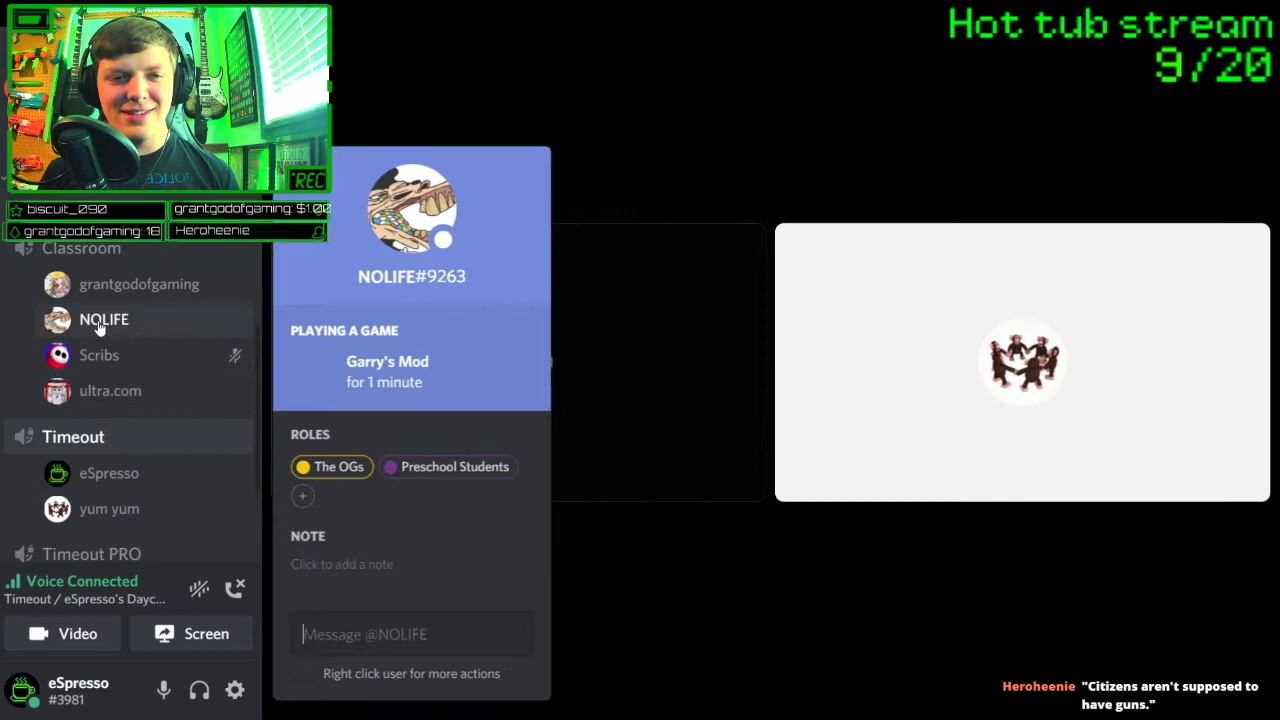 Hot tub stream
9/20
REC
biscuit_090
grantgodofgaming: $1.00
grantgodofgaming: 18
Heroheenie
Classroom
grantgodofgaming
NOLIFE
Scribs
ultra.com
Timeout
eSpresso
yum yum
Timeout PRO
Voice Connected
Timeout / eSpresso's Dayc...
Video
Screen
eSpresso
#3981
NOLIFE#9263
PLAYING A GAME
Garry's Mod
for 1 minute
ROLES
The OGs
Preschool Students
+
NOTE
Click to add a note
Message @NOLIFE
Right click user for more actions
Heroheenie "Citizens aren't supposed to
have guns."